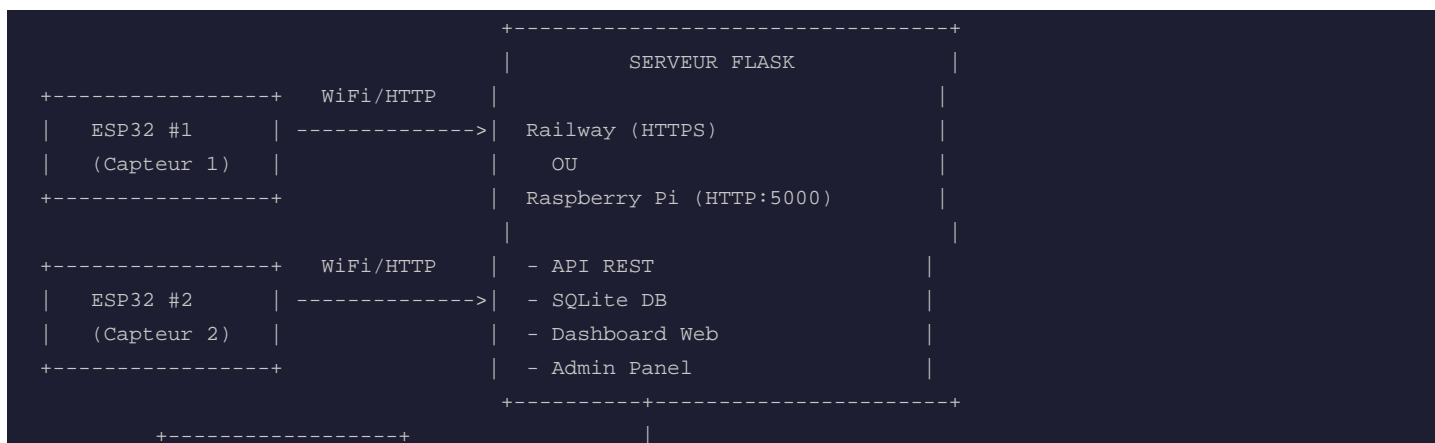 +---------------------------------+
|         SERVEUR FLASK           |
+-----------------+   WiFi/HTTP   |                                 |
|   ESP32 #1      | -------------->|  Railway (HTTPS)                |
|   (Capteur 1)   |               |    OU                           |
+-----------------+               |  Raspberry Pi (HTTP:5000)       |
|                                 |
+-----------------+   WiFi/HTTP   |  - API REST                     |
|   ESP32 #2      | -------------->|  - SQLite DB                    |
|   (Capteur 2)   |               |  - Dashboard Web                |
+-----------------+               |  - Admin Panel                  |
+----------+----------------------+
+------------------+                  |